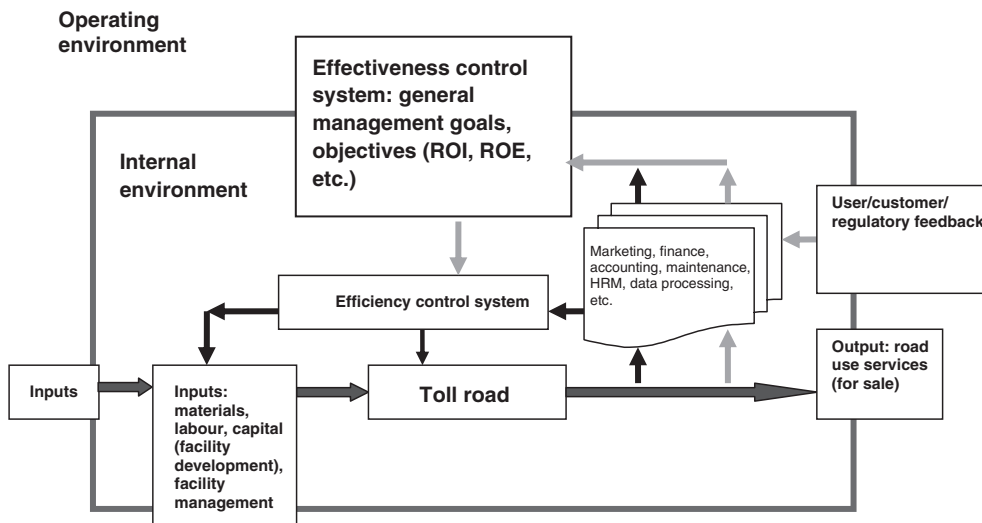 Operating
environment
Effectiveness control
system: general
management goals,
objectives (ROI, ROE,
etc.)
Internal
environment
User/customer/
regulatory feedback
Marketing, finance,
accounting, maintenance,
HRM, data processing,
etc.
Efficiency control system
Output: road
use services
(for sale)
Inputs
Inputs:
materials,
labour, capital
(facility
development),
facility
management
Toll road